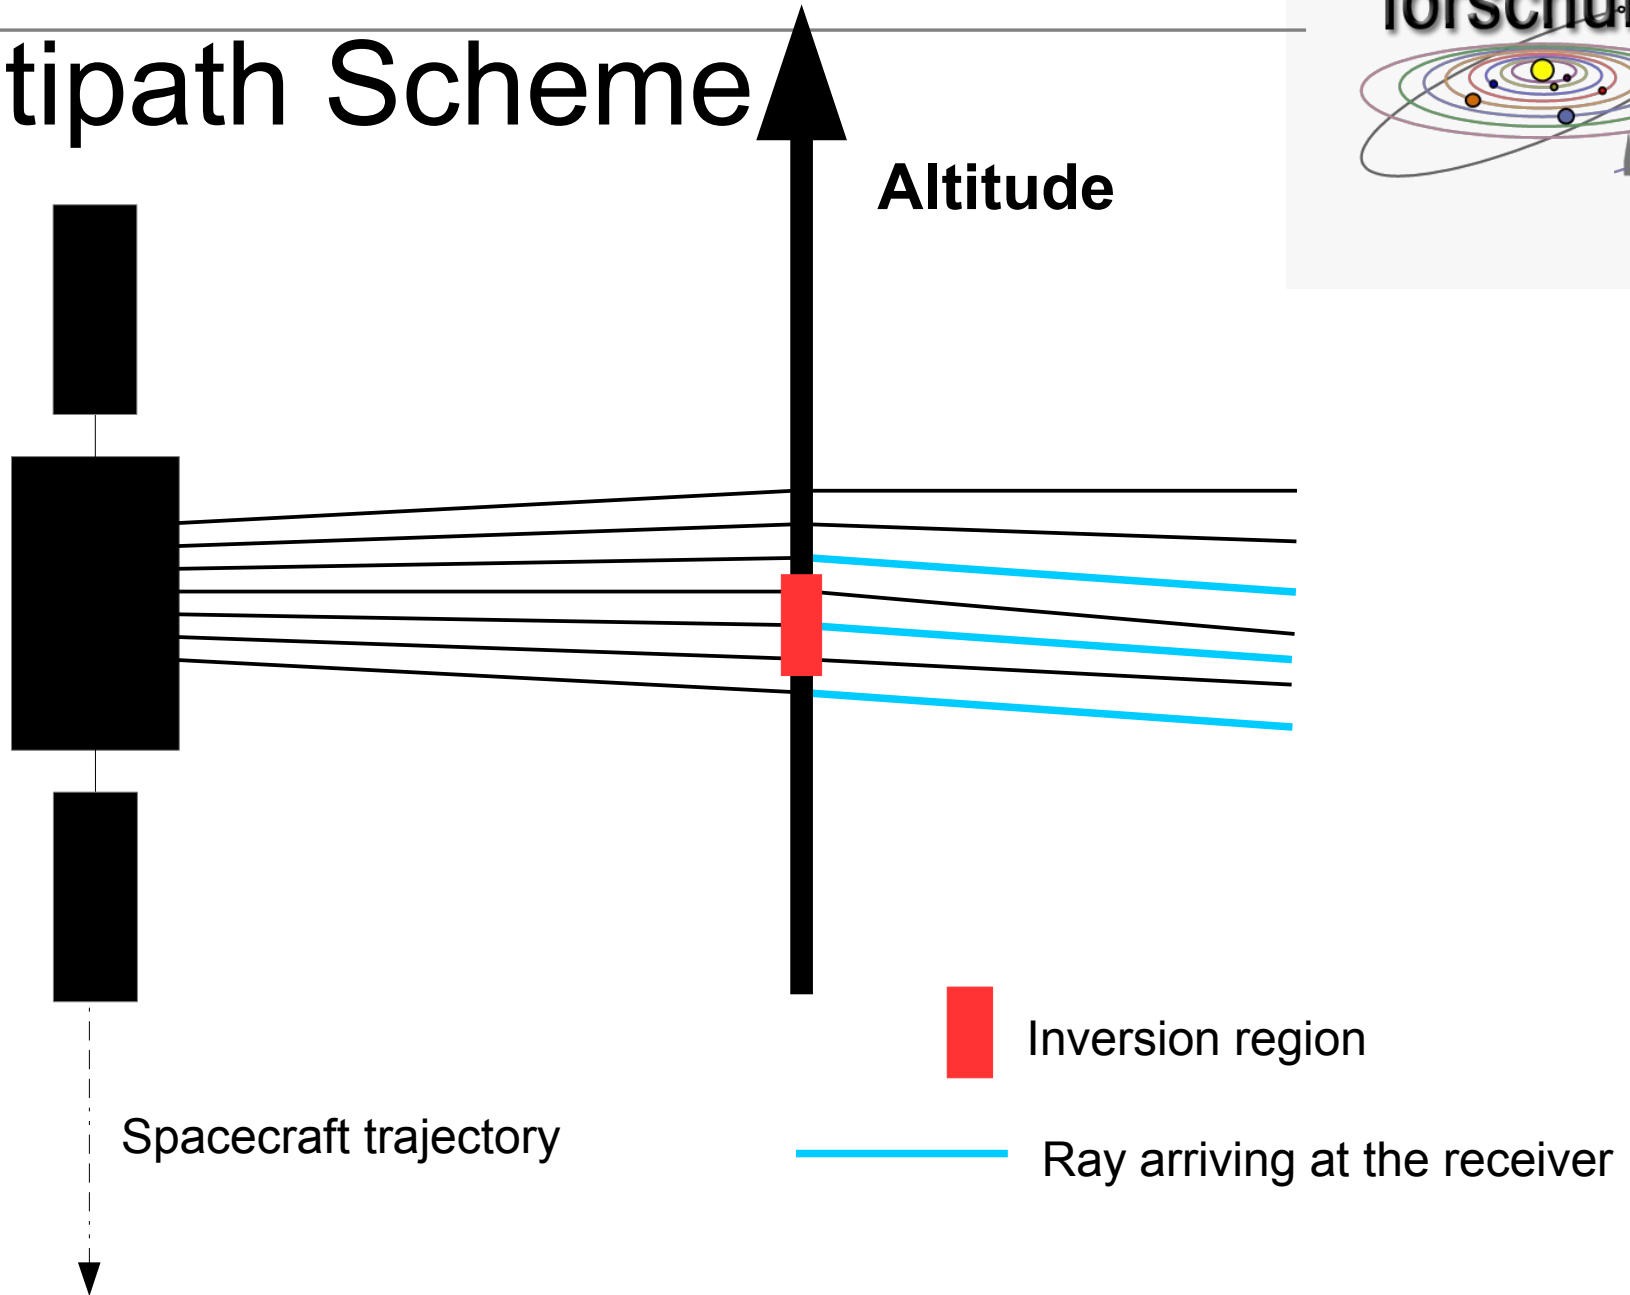 tipath Scheme
Altitude
Inversion region
Spacecraft trajectory
Ray arriving at the receiver